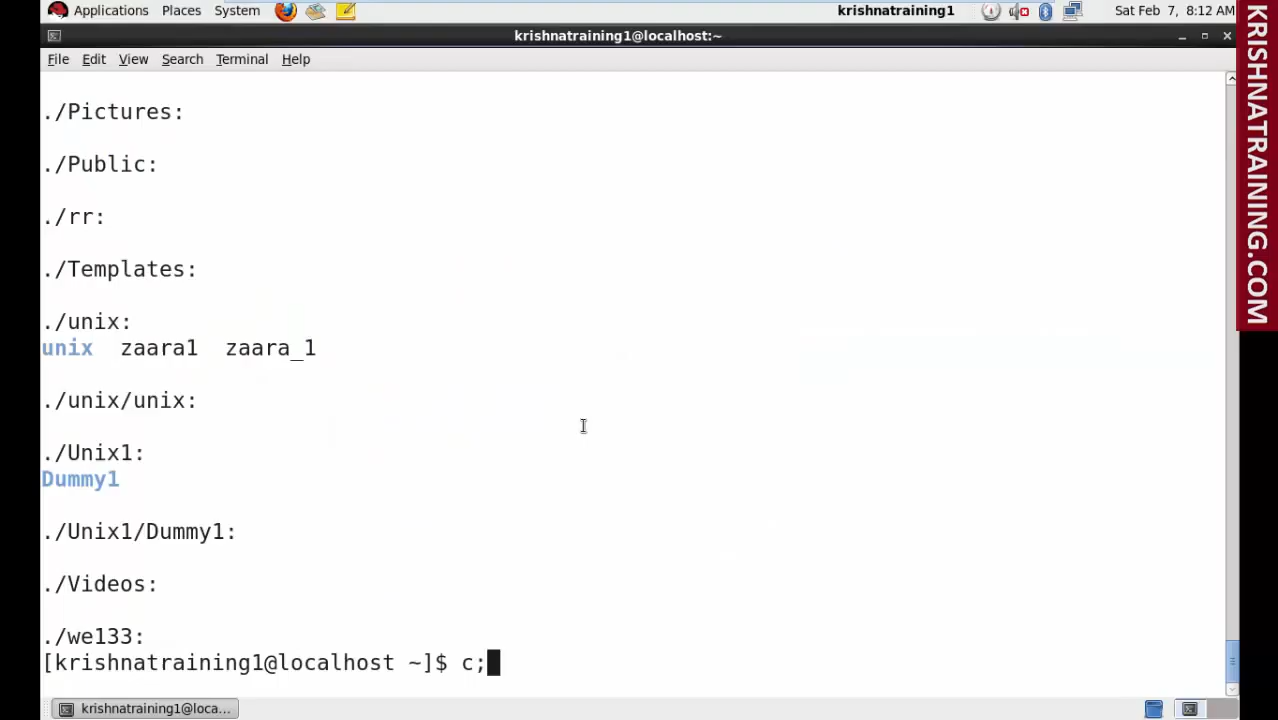 Applications Places System krishnatraining1 Sat Feb 7, 8:12 AM
krishnatraining1@localhost:~
File Edit View Search Terminal Help
./Pictures:
./Public:
./rr:
./Templates:
./unix:
unix zaara1 zaara_1
./unix/unix:
./Unix1:
Dummy1
./Unix1/Dummy1:
./Videos:
./we133:
[krishnatraining1@localhost ~]$ c;
krishnatraining1@loca...
KRISHNATRAINING.COM